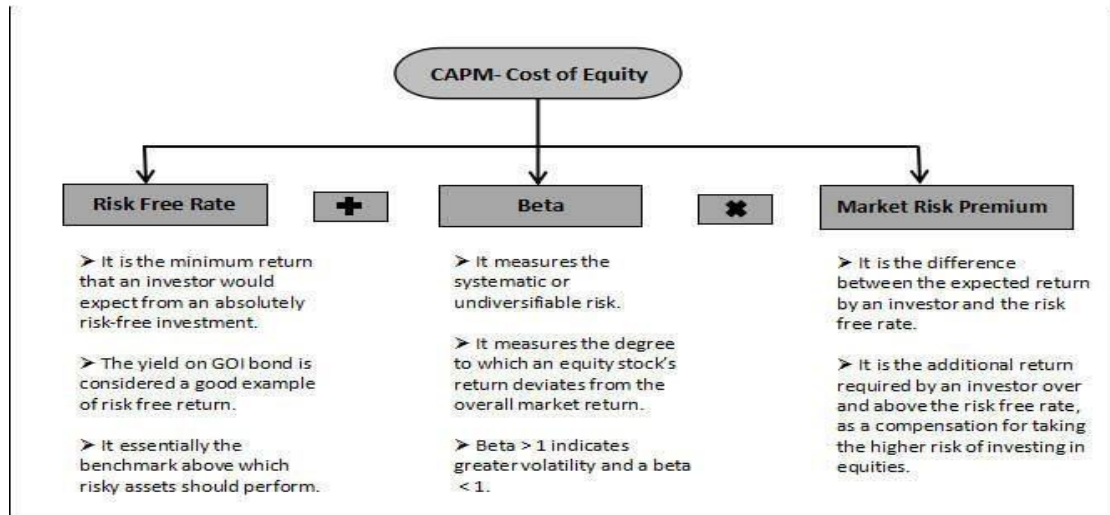 CAPM- Cost of Equity
Risk Free Rate
Beta
Market Risk Premium
➤ It is the minimum return
that an investor would
expect from an absolutely
risk-free investment.
➤ The yield on GOI bond is
considered a good example
of risk free return.
➤ It essentially the
benchmark above which
risky assets should perform.
➤ It measures the
systematic or
undiversifiable risk.
➤ It measures the degree
to which an equity stock's
return deviates from the
overall market return.
➤ Beta > 1 indicates
greater volatility and a beta
< 1.
➤ It is the difference
between the expected return
by an investor and the risk
free rate.
➤ It is the additional return
required by an investor over
and above the risk free rate,
as a compensation for taking
the higher risk of investing in
equities.